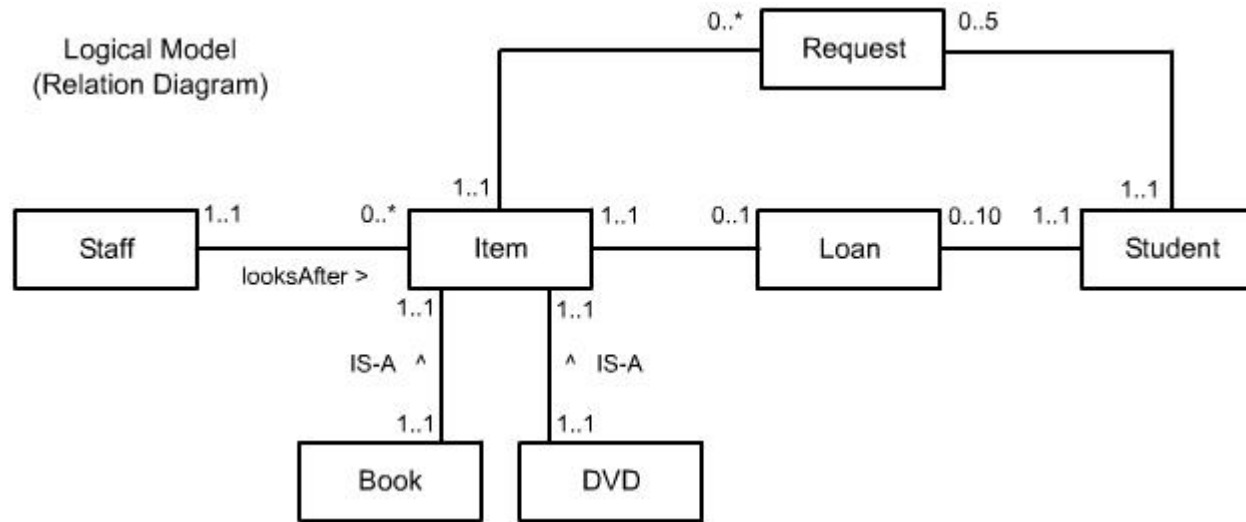 Logical Model
(Relation Diagram)
0..*
Request
0..5
1..1
1..1
Staff
1..1
0..*
looksAfter >
Item
1..1
0..1
Loan
0..10
1..1
Student
1..1
1..1
IS-A ^
^ IS-A
1..1
1..1
Book
DVD